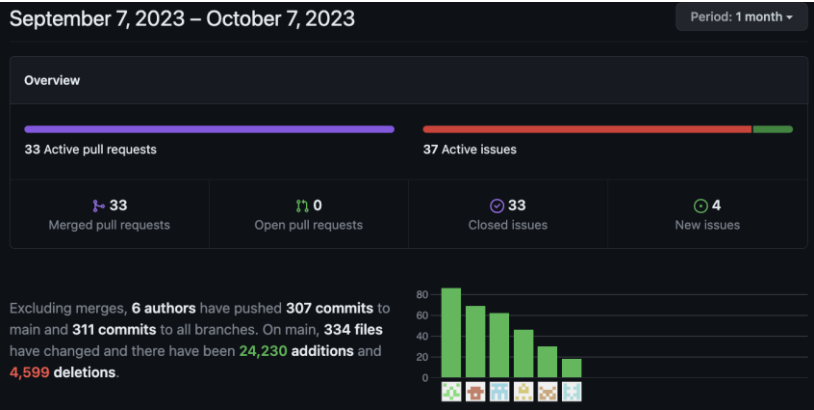 September 7, 2023 – October 7, 2023
Period: 1 month
Overview
33 Active pull requests
37 Active issues
33
Merged pull requests
0
Open pull requests
33
Closed issues
4
New issues
Excluding merges, 6 authors have pushed 307 commits to
main and 311 commits to all branches. On main, 334 files
have changed and there have been 24,230 additions and
4,599 deletions.
80
60
40
20
0